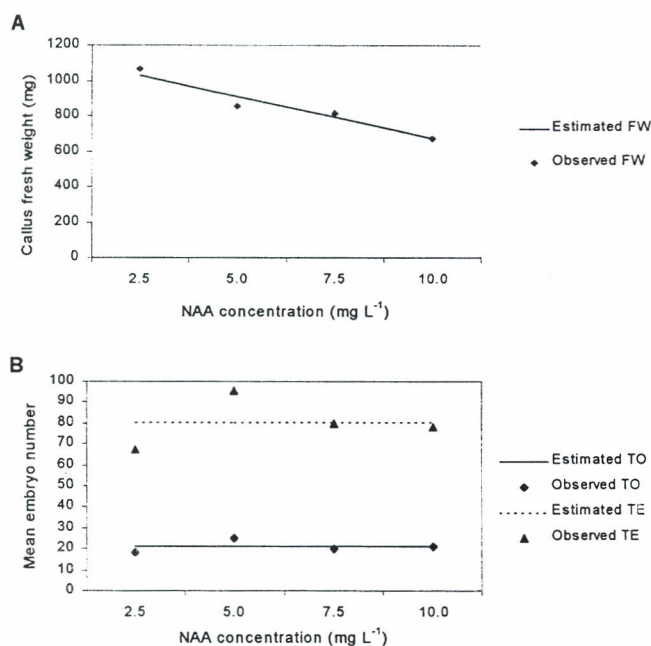 A
1200
1000
800
600
400
200
0
Callus fresh weight (mg)
2.5 5.0 7.5 10.0
NAA concentration (mg L⁻¹)
Estimated FW
Observed FW
B
100
90
80
70
60
50
40
30
20
10
0
Mean embryo number
2.5 5.0 7.5 10.0
NAA concentration (mg L⁻¹)
Estimated TO
Observed TO
Estimated TE
Observed TE